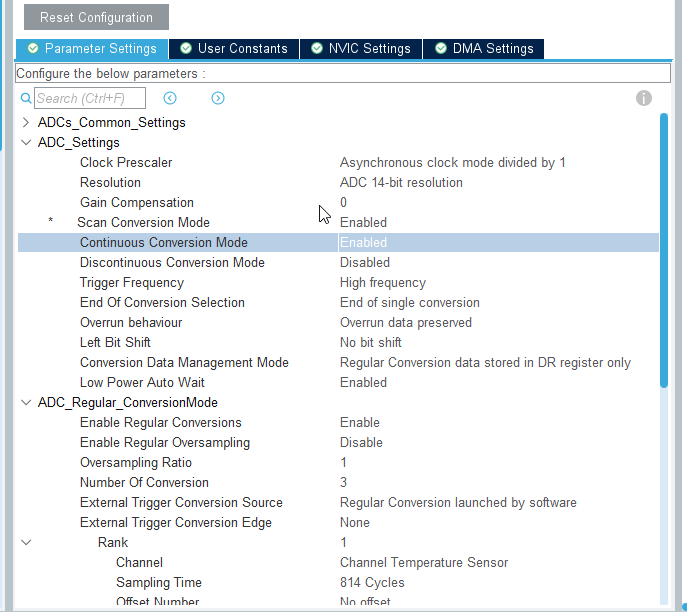 Reset Configuration
Parameter Settings User Constants NVIC Settings DMA Settings
Configure the below parameters :
Search (Ctrl+F)
ADCs_Common_Settings
ADC_Settings
Clock Prescaler Asynchronous clock mode divided by 1
Resolution ADC 14-bit resolution
Gain Compensation 0
* Scan Conversion Mode Enabled
Continuous Conversion Mode Enabled
Discontinuous Conversion Mode Disabled
Trigger Frequency High frequency
End Of Conversion Selection End of single conversion
Overrun behaviour Overrun data preserved
Left Bit Shift No bit shift
Conversion Data Management Mode Regular Conversion data stored in DR register only
Low Power Auto Wait Enabled
ADC_Regular_ConversionMode
Enable Regular Conversions Enable
Enable Regular Oversampling Disable
Oversampling Ratio 1
Number Of Conversion 3
External Trigger Conversion Source Regular Conversion launched by software
External Trigger Conversion Edge None
Rank 1
Channel Channel Temperature Sensor
Sampling Time 814 Cycles
Offset Number No offset